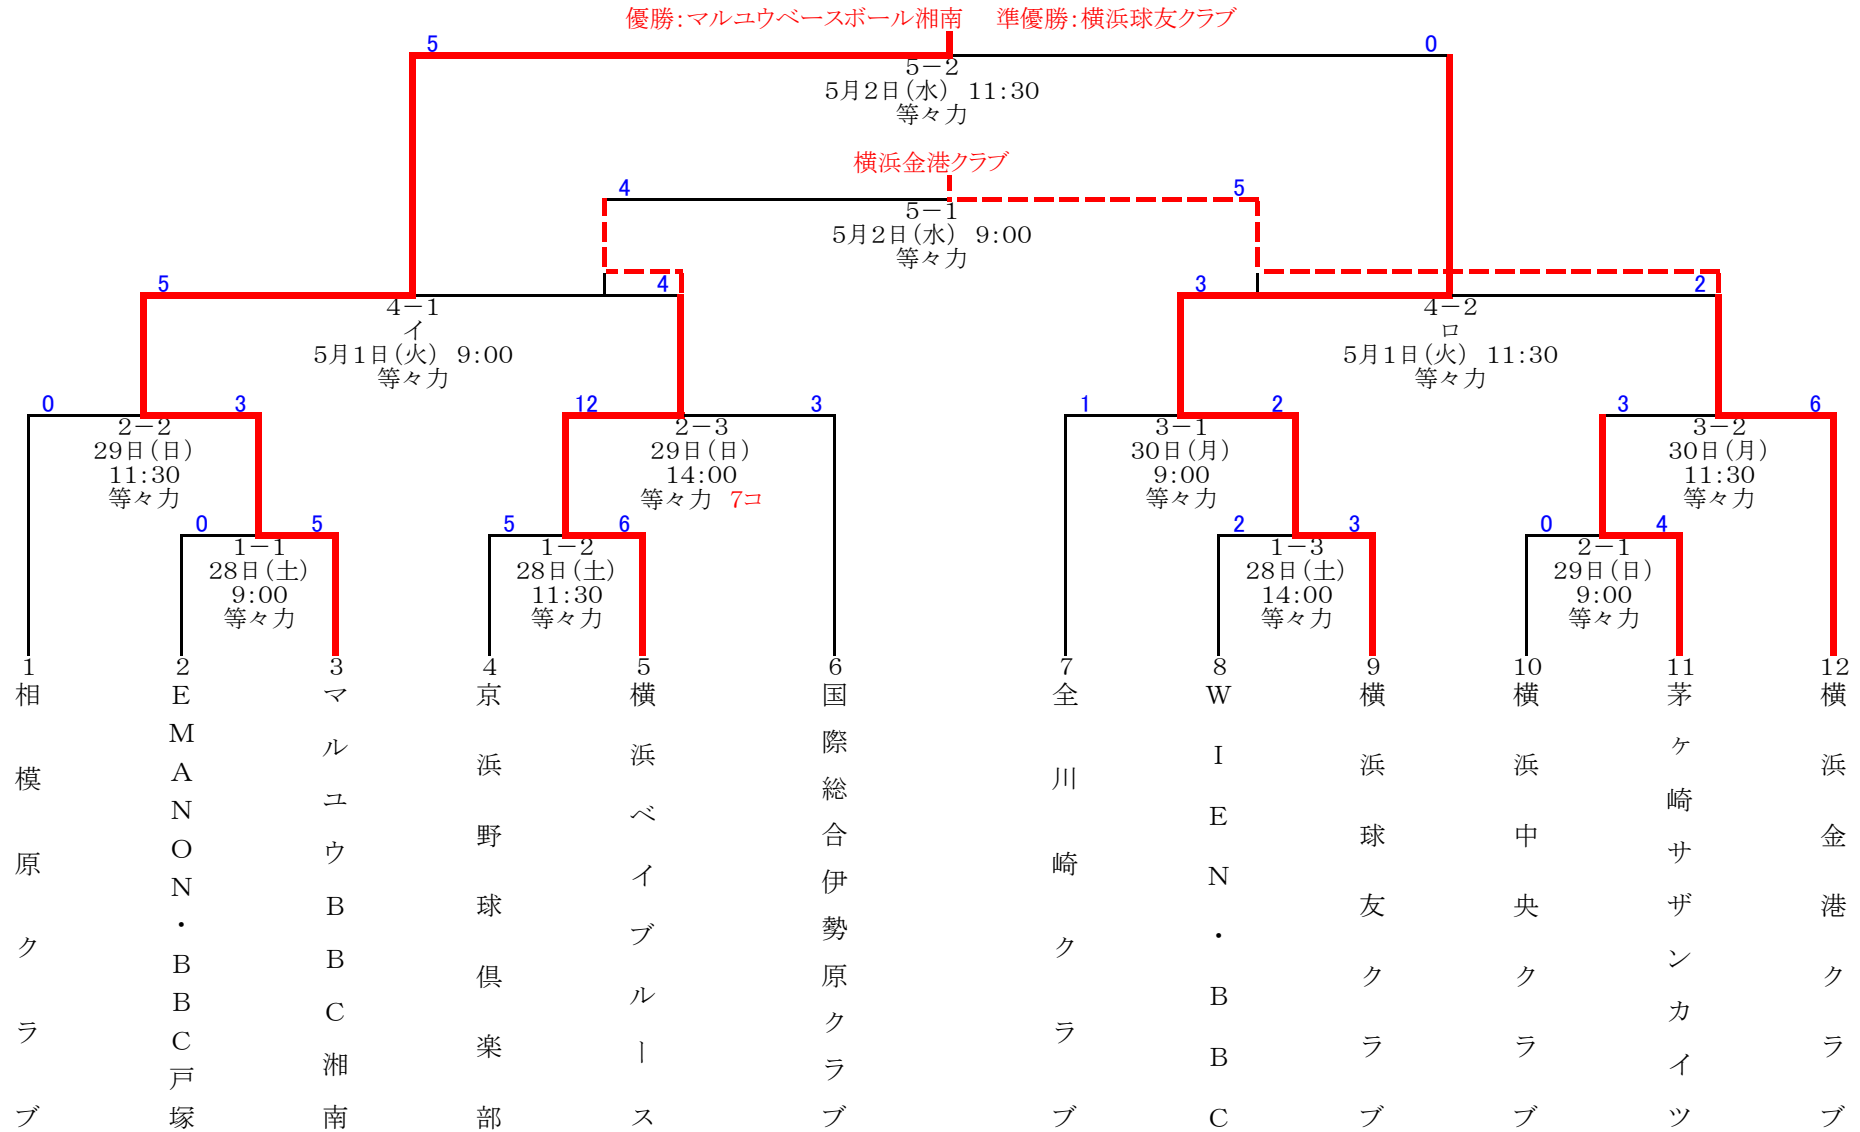 優勝：マルユウベースボール湘南　準優勝：横浜球友クラブ
5 0
５－２
５月２日（水） １１：３０
等々力
横浜金港クラブ
4 5
５－１
５月２日（水） ９：００
等々力
5 4 3 2
４－１ ４－２
イ ロ
５月１日（火） ９：００ ５月１日（火） １１：３０
等々力 等々力
0 3 12 3 1 2 3 6
２－２ ２－３ ３－１ ３－２
２９日（日） ２９日（日） ３０日（月） ３０日（月）
１１：３０ １４：００ ９：００ １１：３０
等々力 等々力 ７コ 等々力 等々力
0 5 5 6 2 3 0 4
１－１ １－２ １－３ ２－１
２８日（土） ２８日（土） ２８日（土） ２９日（日）
９：００ １１：３０ １４：００ ９：００
等々力 等々力 等々力 等々力
１ ２ ３ ４ ５ ６ ７ ８ ９ １０ １１ １２
相模原クラブ
ＥＭＡＮＯＮ・ＢＢＣ戸塚
マルユウＢＢＣ湘南
京浜野球倶楽部
横浜ベイブルース
国際総合伊勢原クラブ
全川崎クラブ
ＷＩＥＮ・ＢＢＣ
横浜球友クラブ
横浜中央クラブ
茅ヶ崎サザンカイツ
横浜金港クラブ